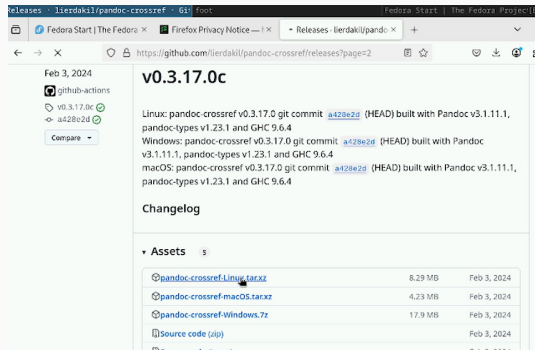 Releases · lierdakil/pandoc-crossref · Gi
foot
Fedora Start | The Fedora Projec
Fedora Start | The Fedora
Firefox Privacy Notice —
Releases · lierdakil/pando
https://github.com/lierdakil/pandoc-crossref/releases?page=2
Feb 3, 2024
github-actions
v0.3.17.0c
a428e2d
Compare
v0.3.17.0c
Linux: pandoc-crossref v0.3.17.0 git commit a428e2d (HEAD) built with Pandoc v3.1.11.1,
pandoc-types v1.23.1 and GHC 9.6.4
Windows: pandoc-crossref v0.3.17.0 git commit a428e2d (HEAD) built with Pandoc
v3.1.11.1, pandoc-types v1.23.1 and GHC 9.6.4
macOS: pandoc-crossref v0.3.17.0 git commit a428e2d (HEAD) built with Pandoc v3.1.11.1,
pandoc-types v1.23.1 and GHC 9.6.4
Changelog
Assets 5
pandoc-crossref-Linux.tar.xz 8.29 MB Feb 3, 2024
pandoc-crossref-macOS.tar.xz 4.23 MB Feb 3, 2024
pandoc-crossref-Windows.7z 17.9 MB Feb 3, 2024
Source code (zip) Feb 3, 2024